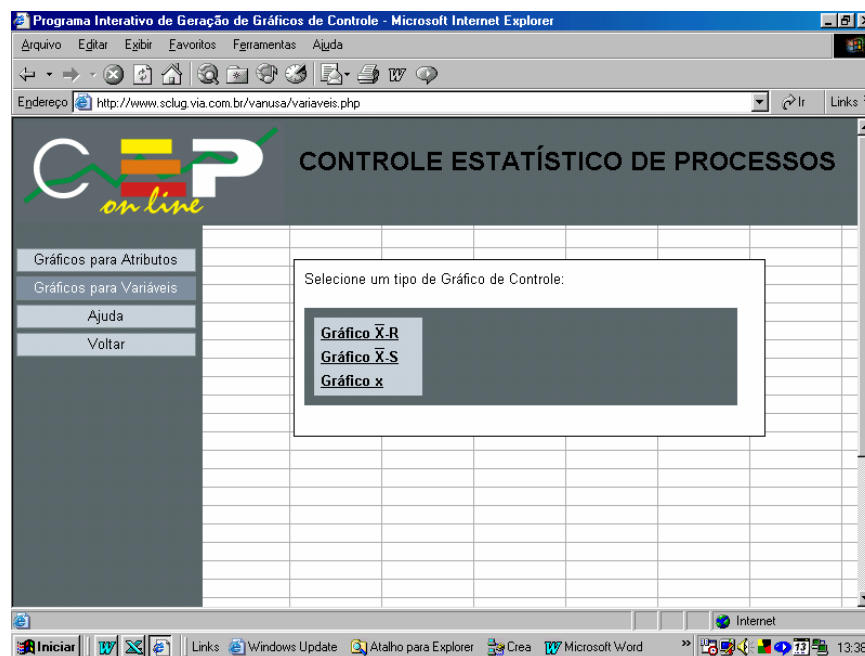 Programa Interativo de Geração de Gráficos de Controle - Microsoft Internet Explorer
Arquivo Editar Exibir Favoritos Ferramentas Ajuda
Endereço http://www.sclug.via.com.br/vanusa/variaveis.php Ir Links
CEP
on line
CONTROLE ESTATÍSTICO DE PROCESSOS
Gráficos para Atributos
Gráficos para Variáveis
Ajuda
Voltar
Selecione um tipo de Gráfico de Controle:
Gráfico X̅-R
Gráfico X̅-S
Gráfico x
Internet
Iniciar Links Windows Update Atalho para Explorer Crea Microsoft Word » 13 13:36